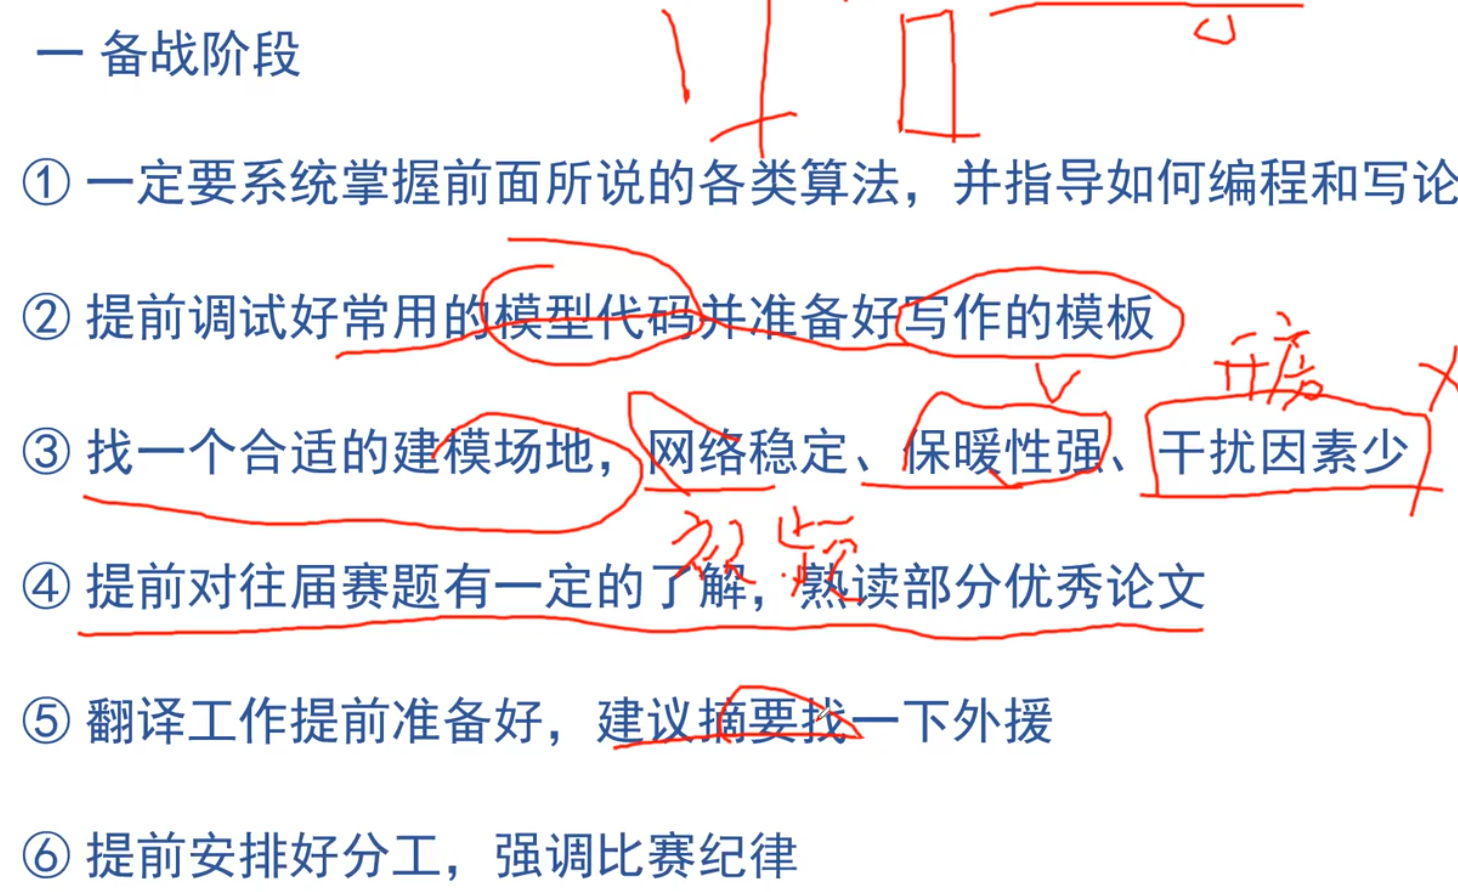 一 备战阶段
① 一定要系统掌握前面所说的各类算法，并指导如何编程和写论
② 提前调试好常用的模型代码并准备好写作的模板
开房
③ 找一个合适的建模场地，网络稳定、保暖性强、干扰因素少
④ 提前对往届赛题有一定的了解，熟读部分优秀论文
⑤ 翻译工作提前准备好，建议摘要找一下外援
⑥ 提前安排好分工，强调比赛纪律